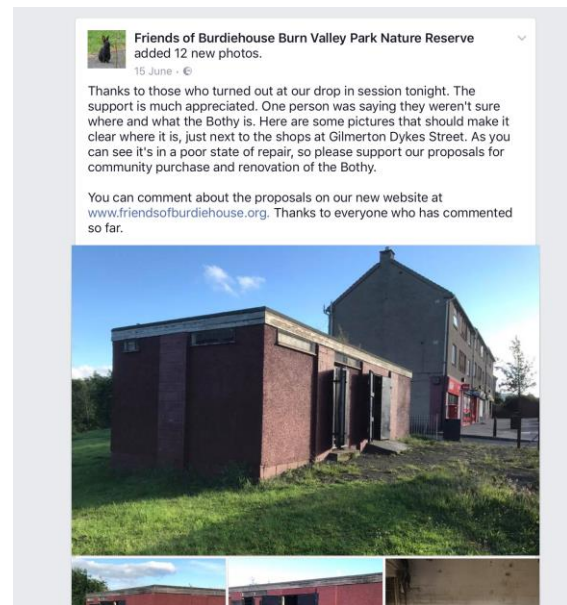 Friends of Burdiehouse Burn Valley Park Nature Reserve
added 12 new photos.
15 June ·
Thanks to those who turned out at our drop in session tonight. The
support is much appreciated. One person was saying they weren't sure
where and what the Bothy is. Here are some pictures that should make it
clear where it is, just next to the shops at Gilmerton Dykes Street. As you
can see it's in a poor state of repair, so please support our proposals for
community purchase and renovation of the Bothy.
You can comment about the proposals on our new website at
www.friendsofburdiehouse.org. Thanks to everyone who has commented
so far.